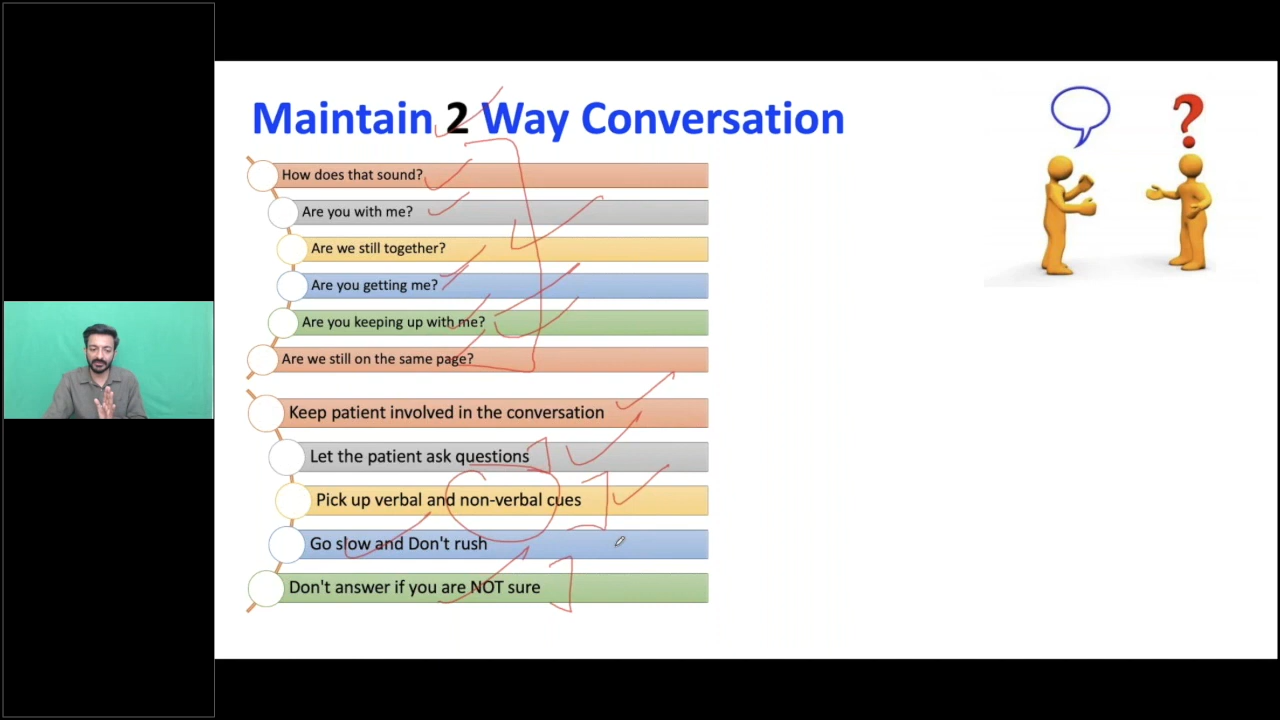 Maintain 2 Way Conversation
How does that sound?
Are you with me?
Are we still together?
Are you getting me?
Are you keeping up with me?
Are we still on the same page?
Keep patient involved in the conversation
Let the patient ask questions
Pick up verbal and non-verbal cues
Go slow and Don't rush
Don't answer if you are NOT sure
?